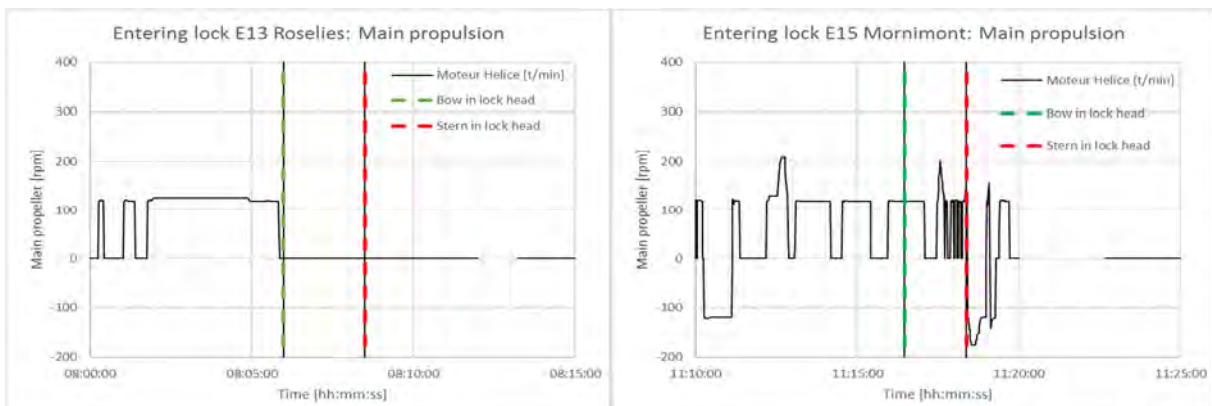 Entering lock E13 Roselies: Main propulsion
400
300
200
100
0
-100
-200
Main propeller [rpm]
Moteur Helice [t/min]
Bow in lock head
Stern in lock head
08:00:00
08:05:00
08:10:00
08:15:00
Time [hh:mm:ss]
Entering lock E15 Mornimont: Main propulsion
400
300
200
100
0
-100
-200
Main propeller [rpm]
Moteur Helice [t/min]
Bow in lock head
Stern in lock head
11:10:00
11:15:00
11:20:00
11:25:00
Time [hh:mm:ss]